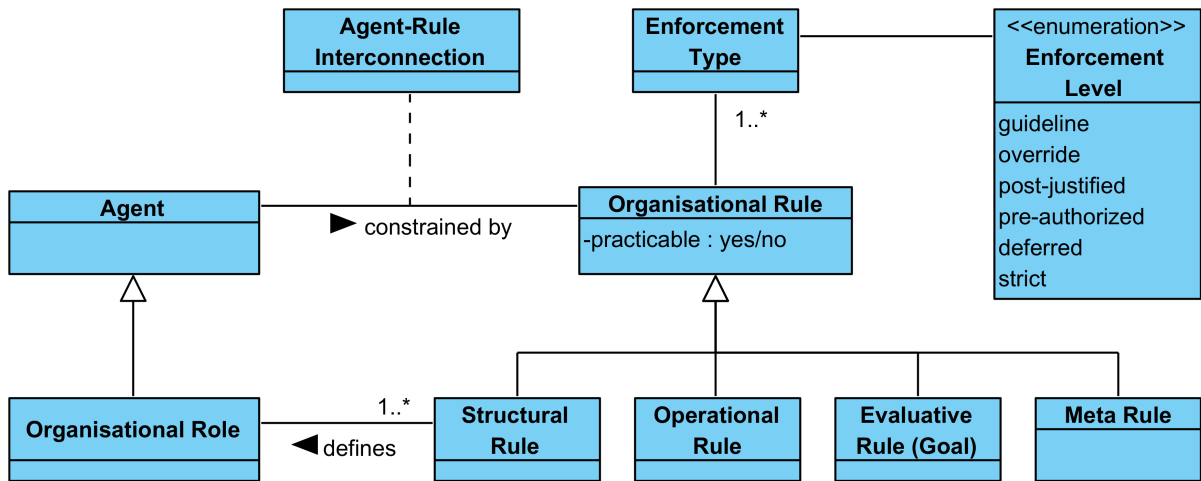 Agent-Rule
Interconnection
Enforcement
Type
<<enumeration>>
Enforcement
Level
guideline
override
post-justified
pre-authorized
deferred
strict
1..*
Agent
constrained by
Organisational Rule
-practicable : yes/no
Organisational Role
1..*
defines
Structural
Rule
Operational
Rule
Evaluative
Rule (Goal)
Meta Rule